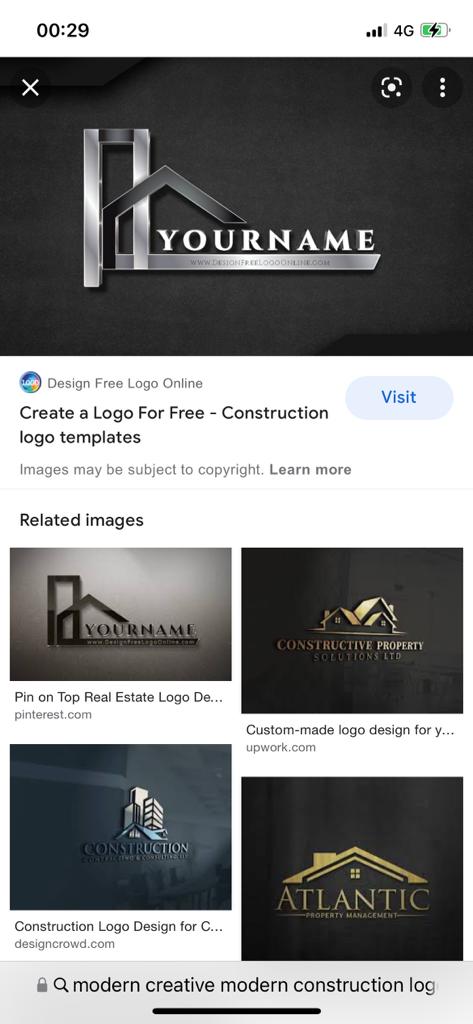 00:29
4G
YOURNAME
WWW.DESIGNFREELOGOONLINE.COM
LOGO
Design Free Logo Online
Visit
Create a Logo For Free - Construction
logo templates
Images may be subject to copyright. Learn more
Related images
YOURNAME
www.DesignFreeLogoOnline.com
Pin on Top Real Estate Logo De...
pinterest.com
CONSTRUCTIVE PROPERTY
SOLUTIONS LTD
Custom-made logo design for y...
upwork.com
CONSTRUCTION
CONTRACTING & CONSULTING
Construction Logo Design for C...
designcrowd.com
ATLANTIC
PROPERTY MANAGEMENT
modern creative modern construction log